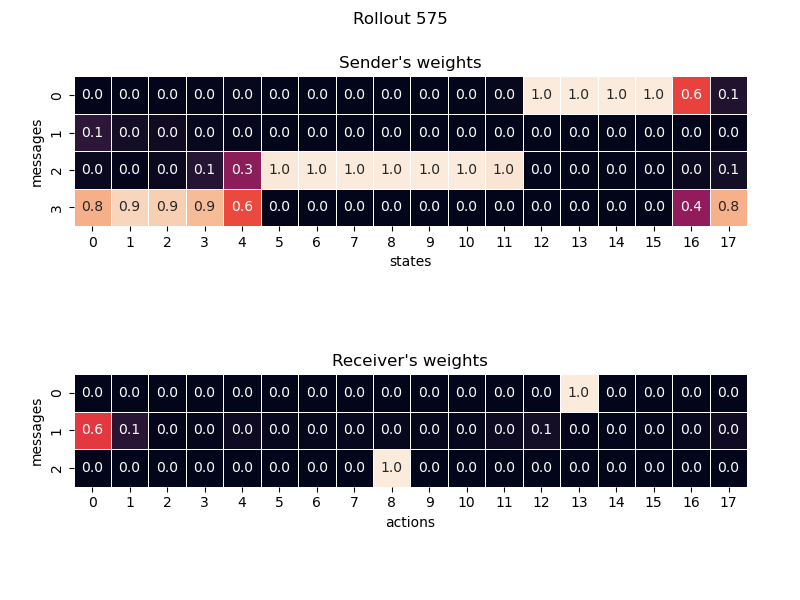 Rollout 575
Sender's weights
0 0.0 0.0 0.0 0.0 0.0 0.0 0.0 0.0 0.0 0.0 0.0 0.0 1.0 1.0 1.0 1.0 0.6 0.1
1 0.1 0.0 0.0 0.0 0.0 0.0 0.0 0.0 0.0 0.0 0.0 0.0 0.0 0.0 0.0 0.0 0.0 0.0
2 0.0 0.0 0.0 0.1 0.3 1.0 1.0 1.0 1.0 1.0 1.0 1.0 0.0 0.0 0.0 0.0 0.0 0.1
3 0.8 0.9 0.9 0.9 0.6 0.0 0.0 0.0 0.0 0.0 0.0 0.0 0.0 0.0 0.0 0.0 0.4 0.8
messages
0 1 2 3 4 5 6 7 8 9 10 11 12 13 14 15 16 17
states
Receiver's weights
0 0.0 0.0 0.0 0.0 0.0 0.0 0.0 0.0 0.0 0.0 0.0 0.0 0.0 1.0 0.0 0.0 0.0 0.0
1 0.6 0.1 0.0 0.0 0.0 0.0 0.0 0.0 0.0 0.0 0.0 0.0 0.1 0.0 0.0 0.0 0.0 0.0
2 0.0 0.0 0.0 0.0 0.0 0.0 0.0 0.0 1.0 0.0 0.0 0.0 0.0 0.0 0.0 0.0 0.0 0.0
messages
0 1 2 3 4 5 6 7 8 9 10 11 12 13 14 15 16 17
actions